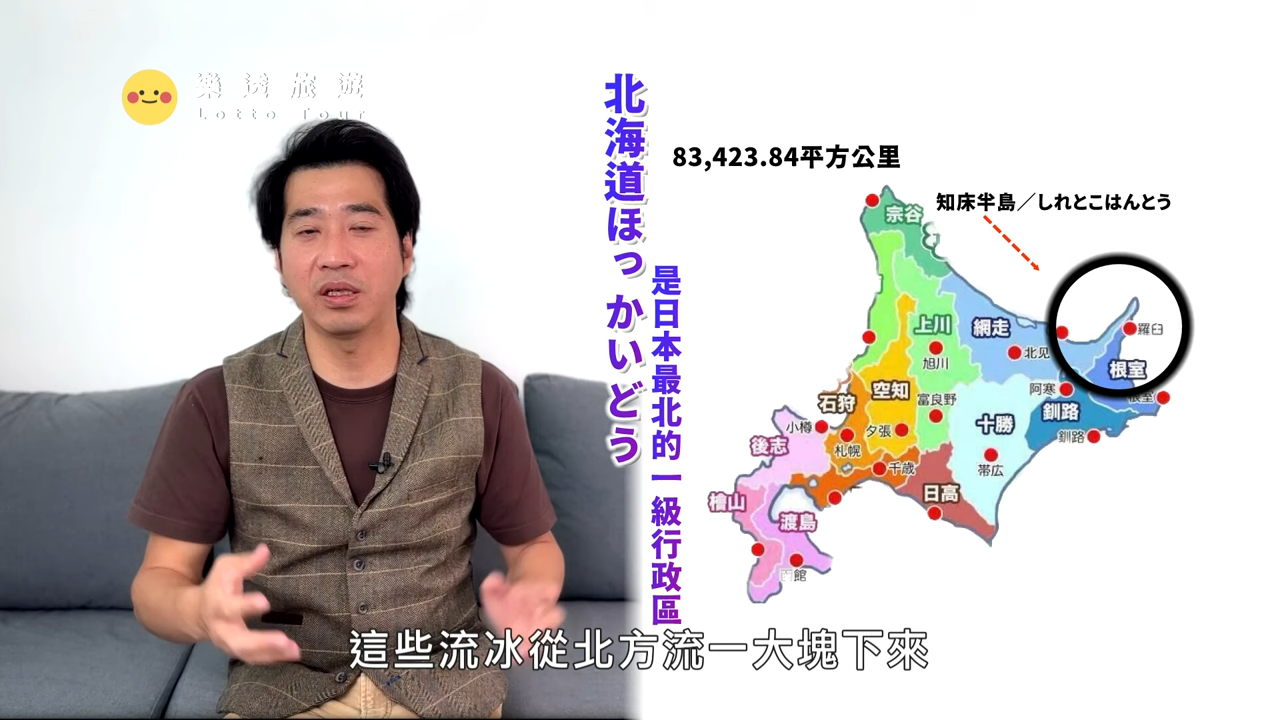 樂透旅遊
Lotto Tour
北海道ほっかいどう
是日本最北的一級行政區
83,423.84平方公里
知床半島／しれとこはんとう
宗谷
上川
旭川
網走
北见
羅臼
根室
根室
阿寒
釧路
釧路
空知
富良野
石狩
小樽
夕張
札幌
十勝
帯広
後志
千歳
日高
檜山
渡島
函館
這些流冰從北方流一大塊下來